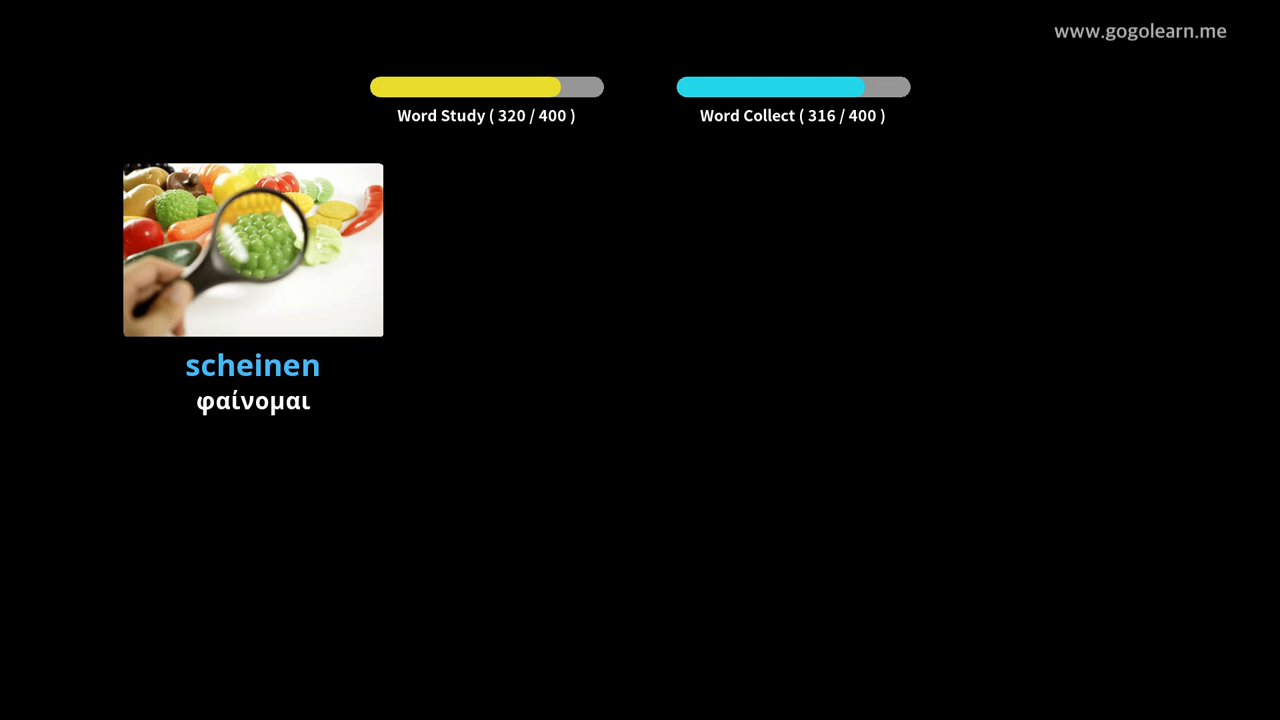 www.gogolearn.me
Word Study ( 320 / 400 )
Word Collect ( 316 / 400 )
scheinen
φαίνομαι